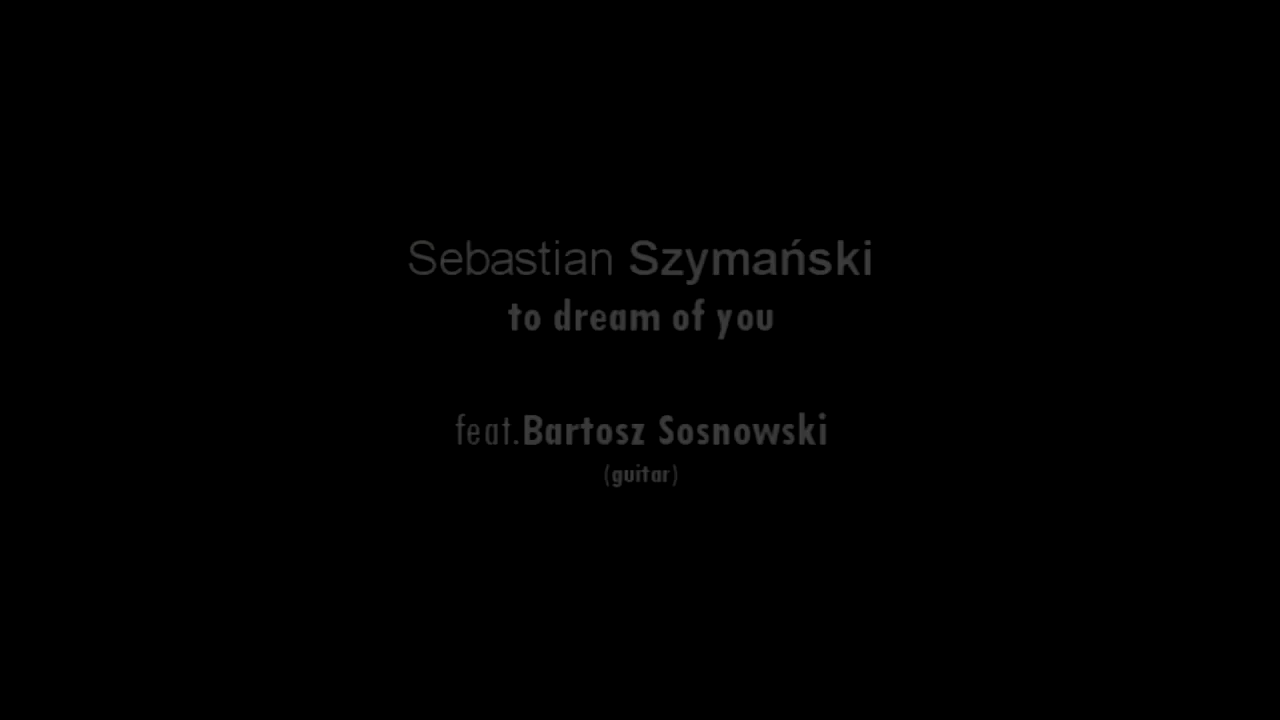 Sebastian Szymański
to dream of you
feat.Bartosz Sosnowski
(guitar)